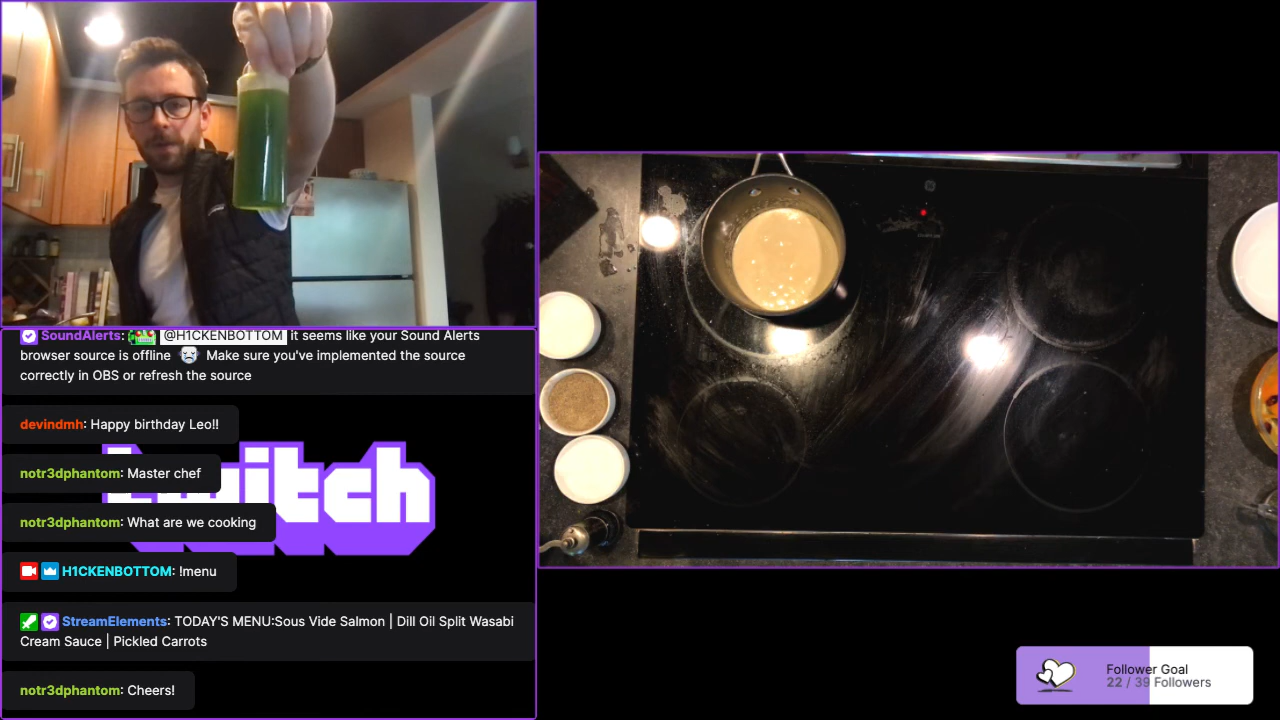 SoundAlerts: @H1CKENBOTTOM it seems like your Sound Alerts
browser source is offline Make sure you've implemented the source
correctly in OBS or refresh the source
devindmh: Happy birthday Leo!!
notr3dphantom: Master chef
twitch
notr3dphantom: What are we cooking
H1CKENBOTTOM: !menu
StreamElements: TODAY'S MENU:Sous Vide Salmon | Dill Oil Split Wasabi
Cream Sauce | Pickled Carrots
notr3dphantom: Cheers!
Follower Goal
22 / 39 Followers